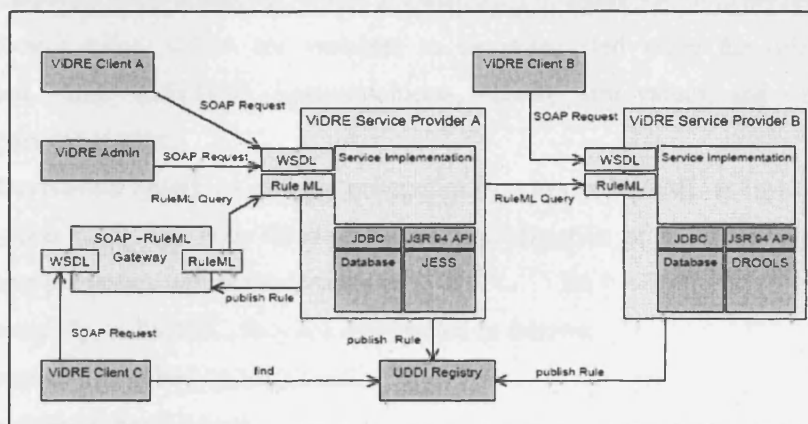 ViDRE Client A
ViDRE Client B
SOAP Request
SOAP Request
ViDRE Service Provider A
ViDRE Service Provider B
ViDRE Admin
SOAP Request
WSDL
Service Implementation
WSDL
Service Implementation
Rule ML
RuleML
RuleML Query
RuleML Query
SOAP -RuleML
Gateway
WSDL
RuleML
JDBC
JSR 94 API
JDBC
JSR 94 API
Database
JESS
Database
DROOLS
publish Rule
SOAP Request
publish Rule
ViDRE Client C
find
UDDI Registry
publish Rule